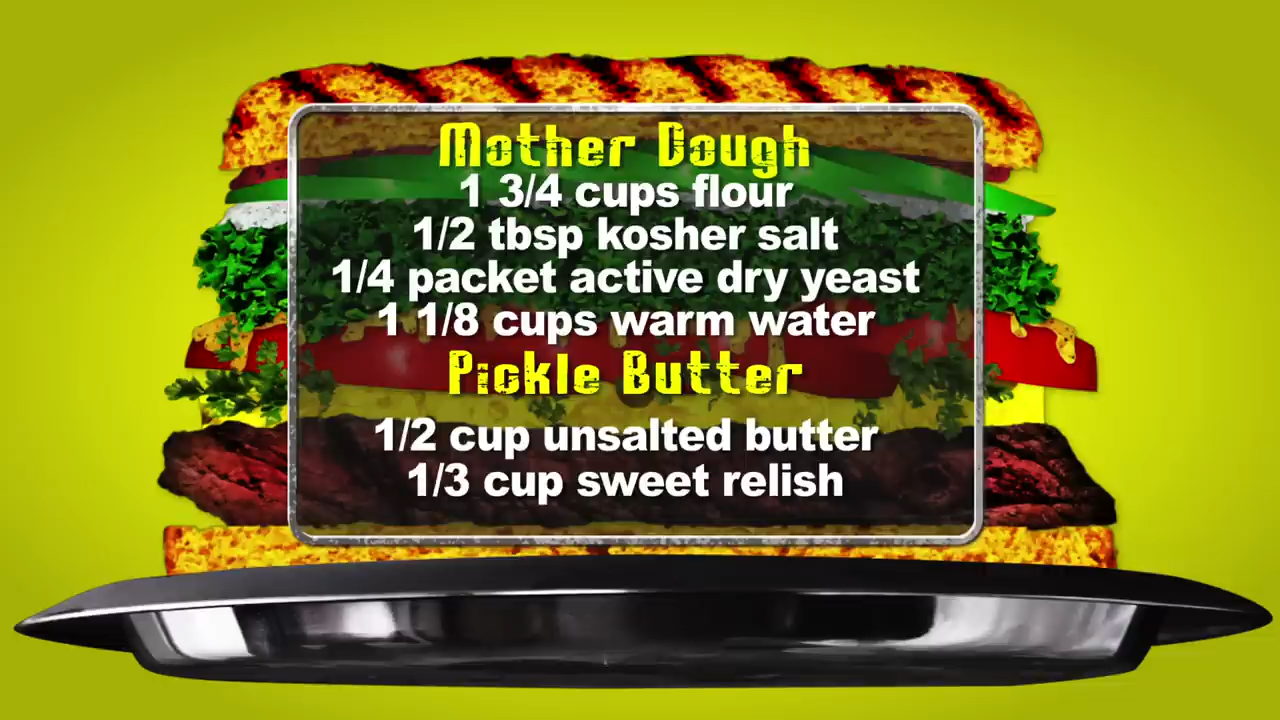 Mother Dough
1 3/4 cups flour
1/2 tbsp kosher salt
1/4 packet active dry yeast
1 1/8 cups warm water
Pickle Butter
1/2 cup unsalted butter
1/3 cup sweet relish